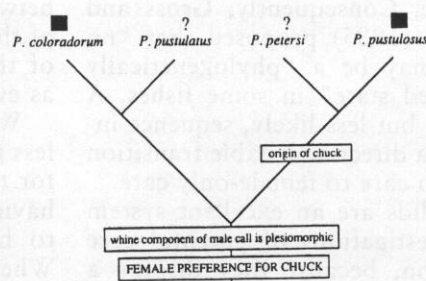 ? ?
P. coloradorum P. pustulatus P. petersi P. pustulosus
origin of chuck
whine component of male call is plesiomorphic
FEMALE PREFERENCE FOR CHUCK